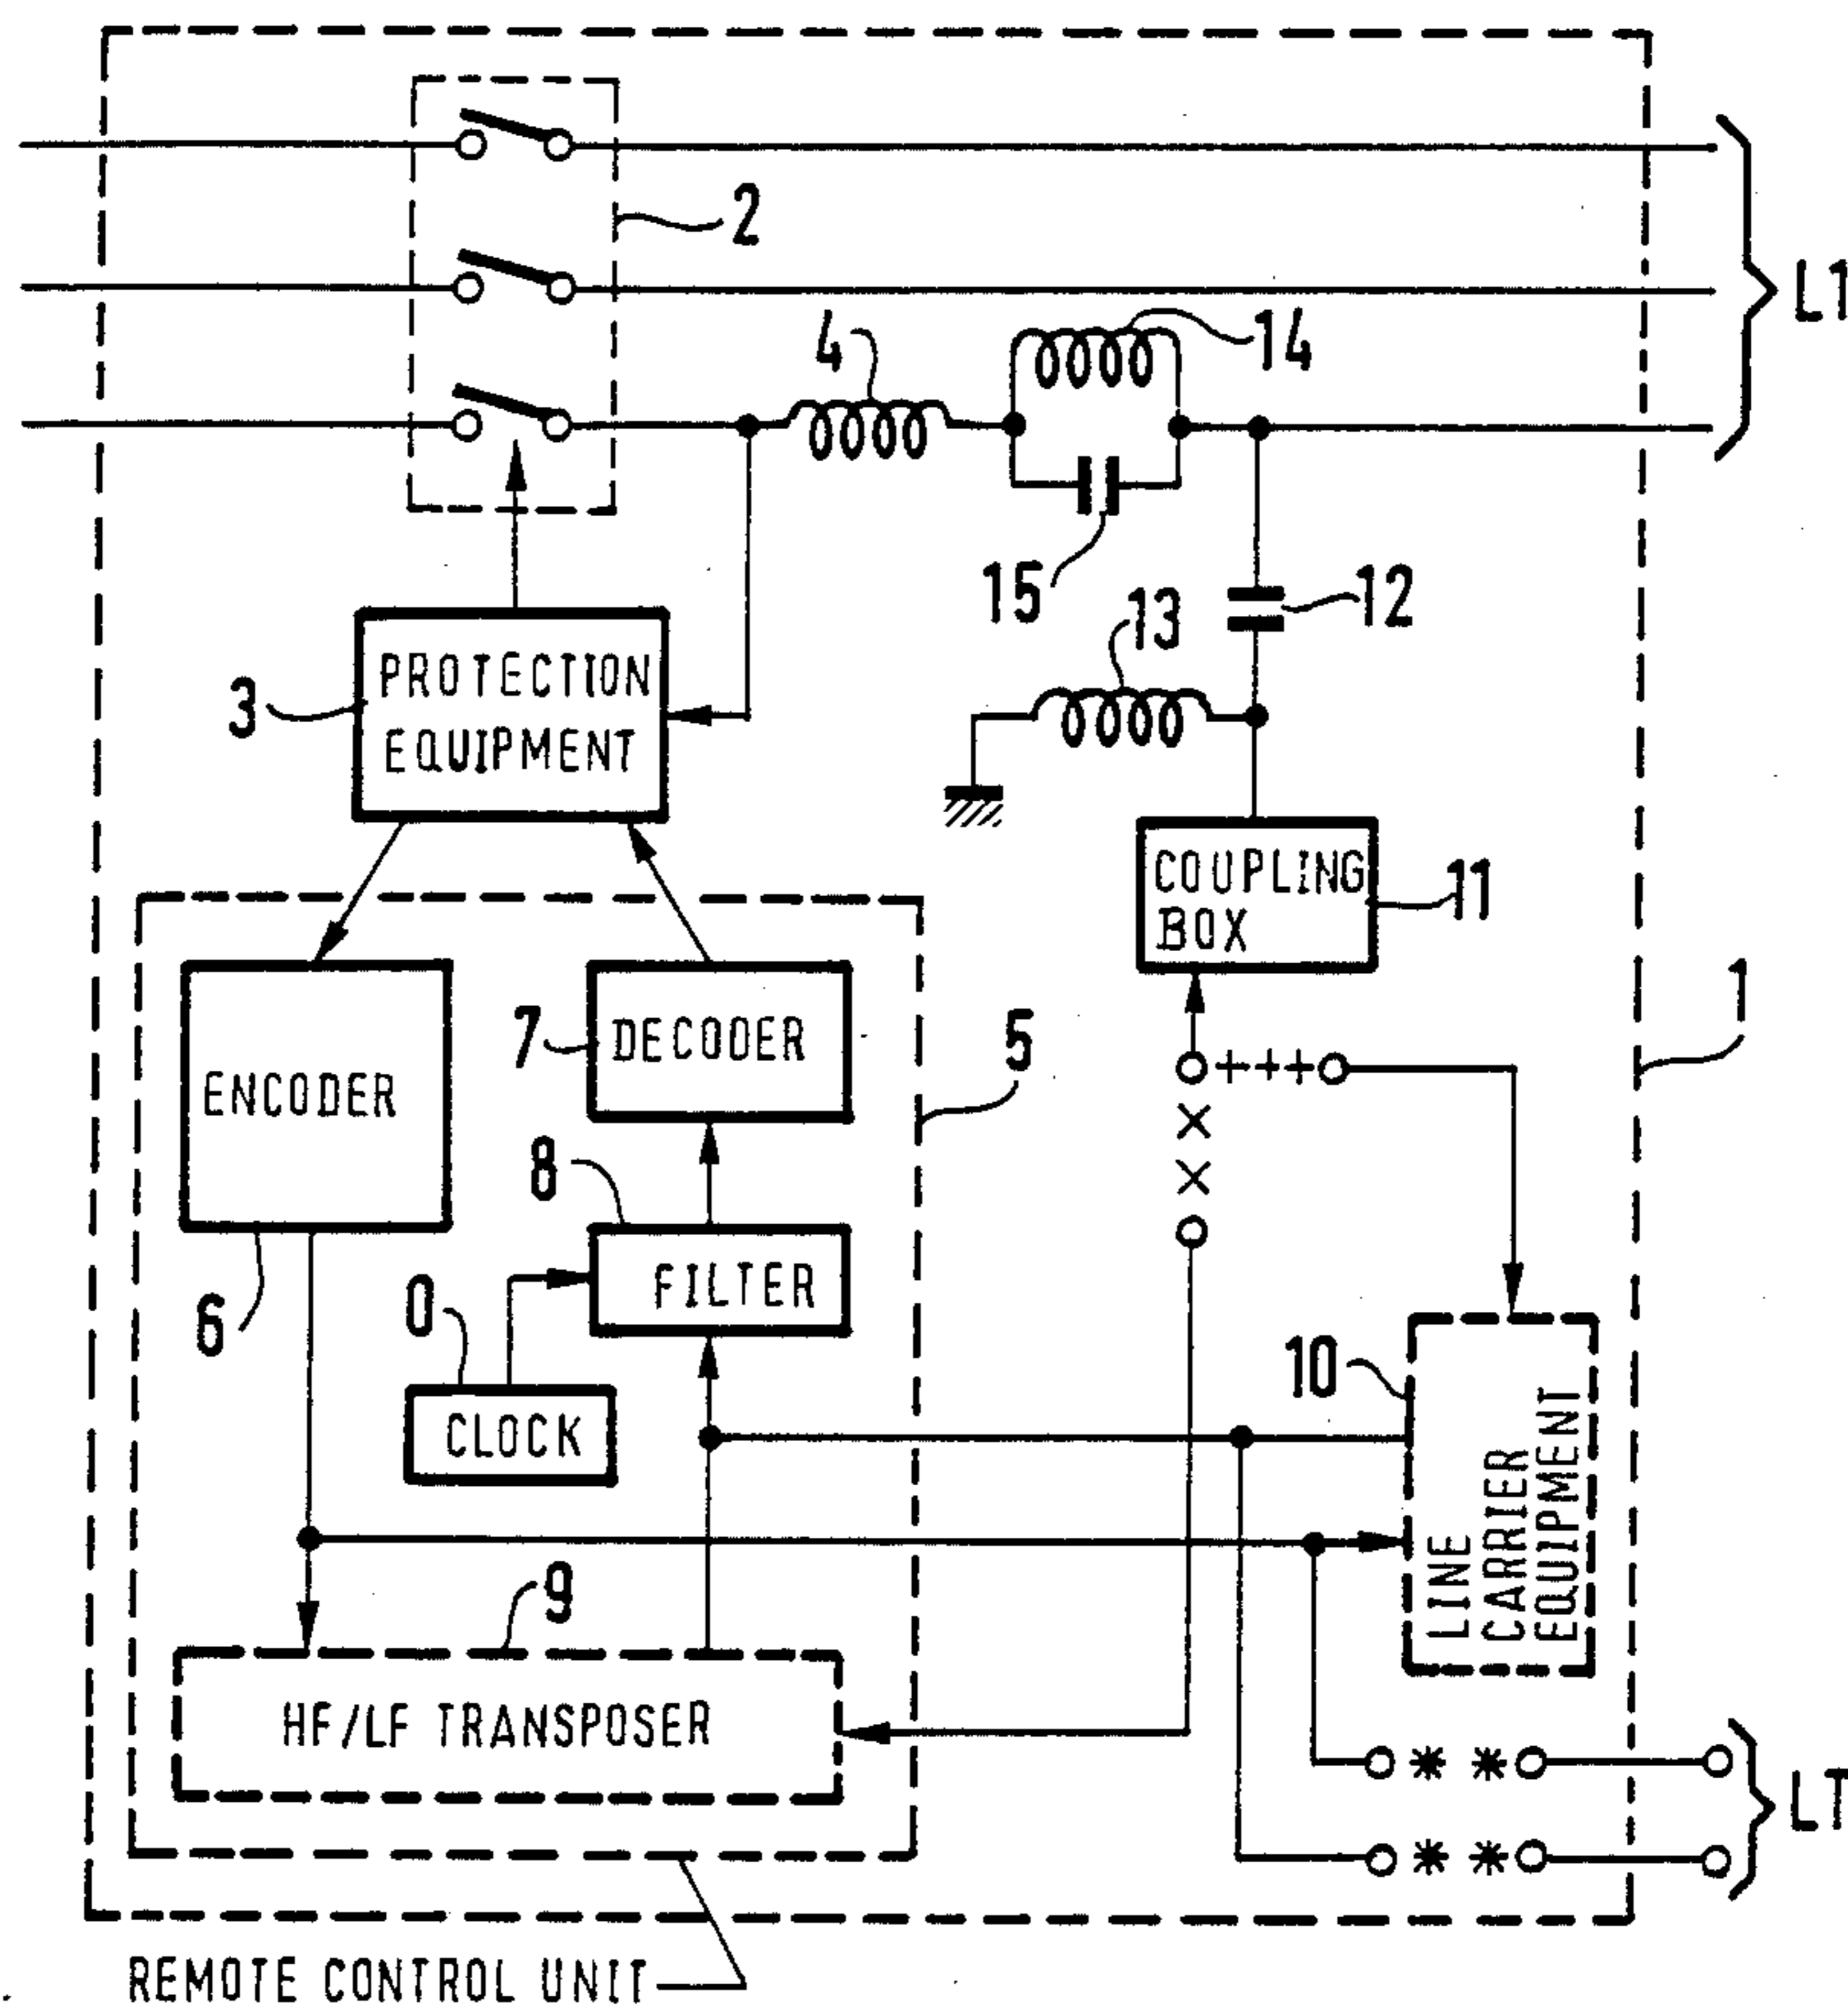 2
L1
4
14
15
12
13
3
PROTECTION
EQUIPMENT
COUPLING
BOX
11
1
5
7
DECODER
ENCODER
8
FILTER
6
0
CLOCK
10
LINE
CARRIER
EQUIPMENT
9
HF/LF TRANSPOSER
LT
REMOTE CONTROL UNIT